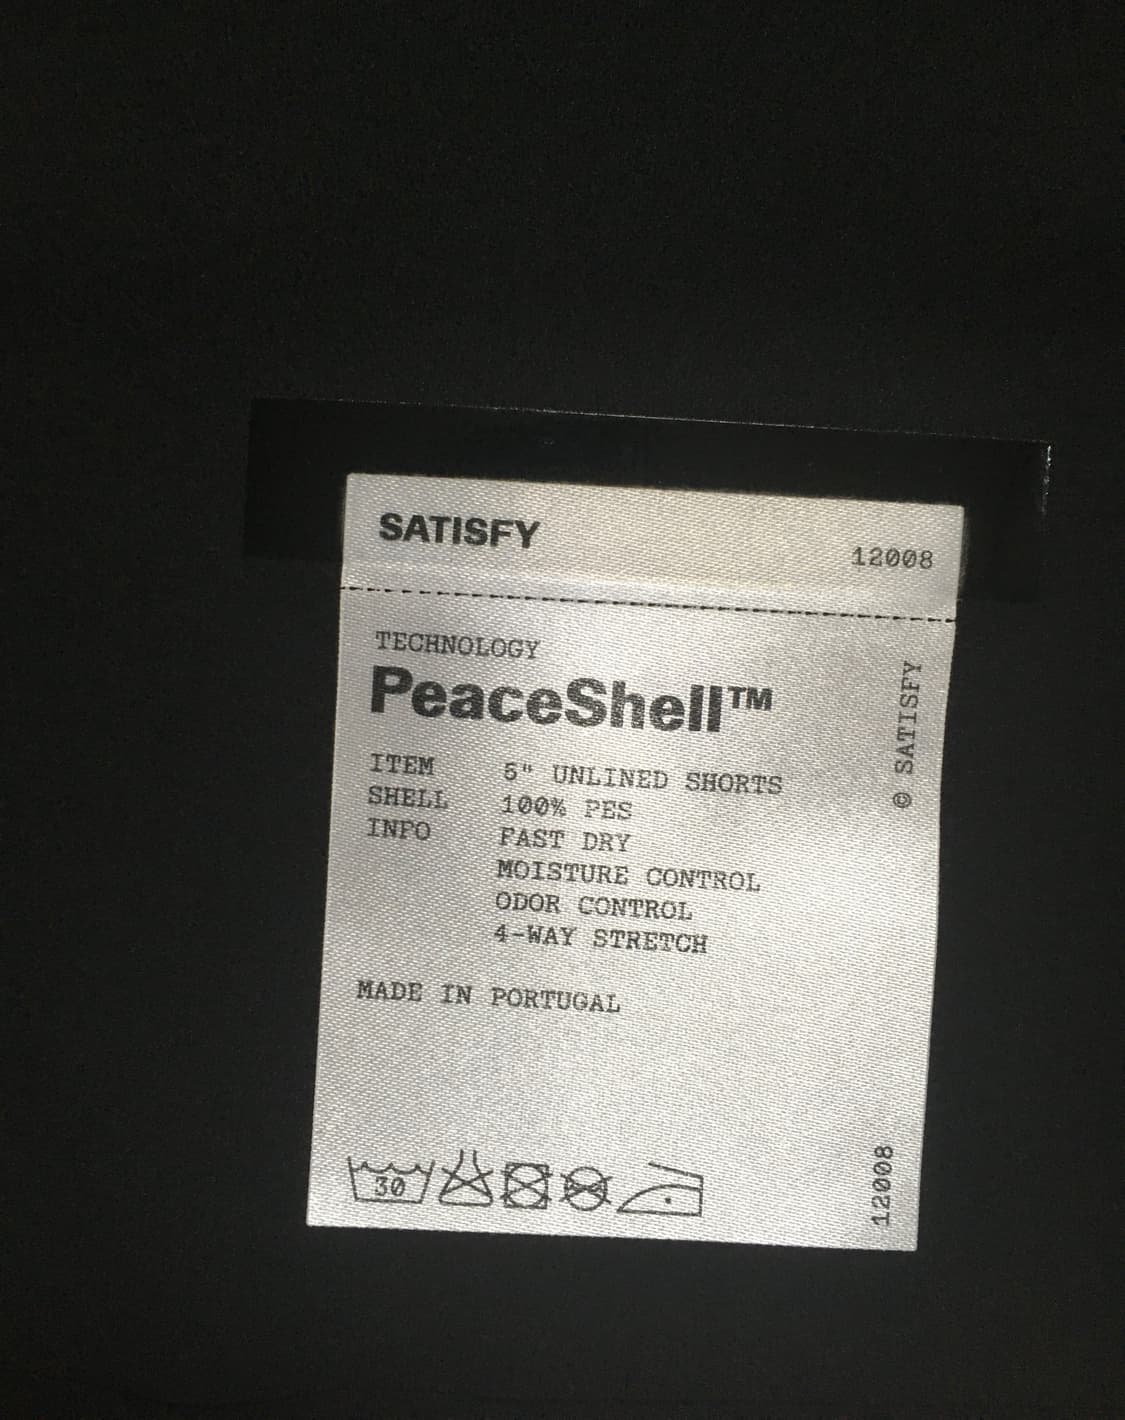 SATISFY
12008
TECHNOLOGY
PeaceShell™
ITEM 5" UNLINED SHORTS
SHELL 100% PES
INFO FAST DRY
MOISTURE CONTROL
ODOR CONTROL
4-WAY STRETCH
MADE IN PORTUGAL
30
© SATISFY
12008